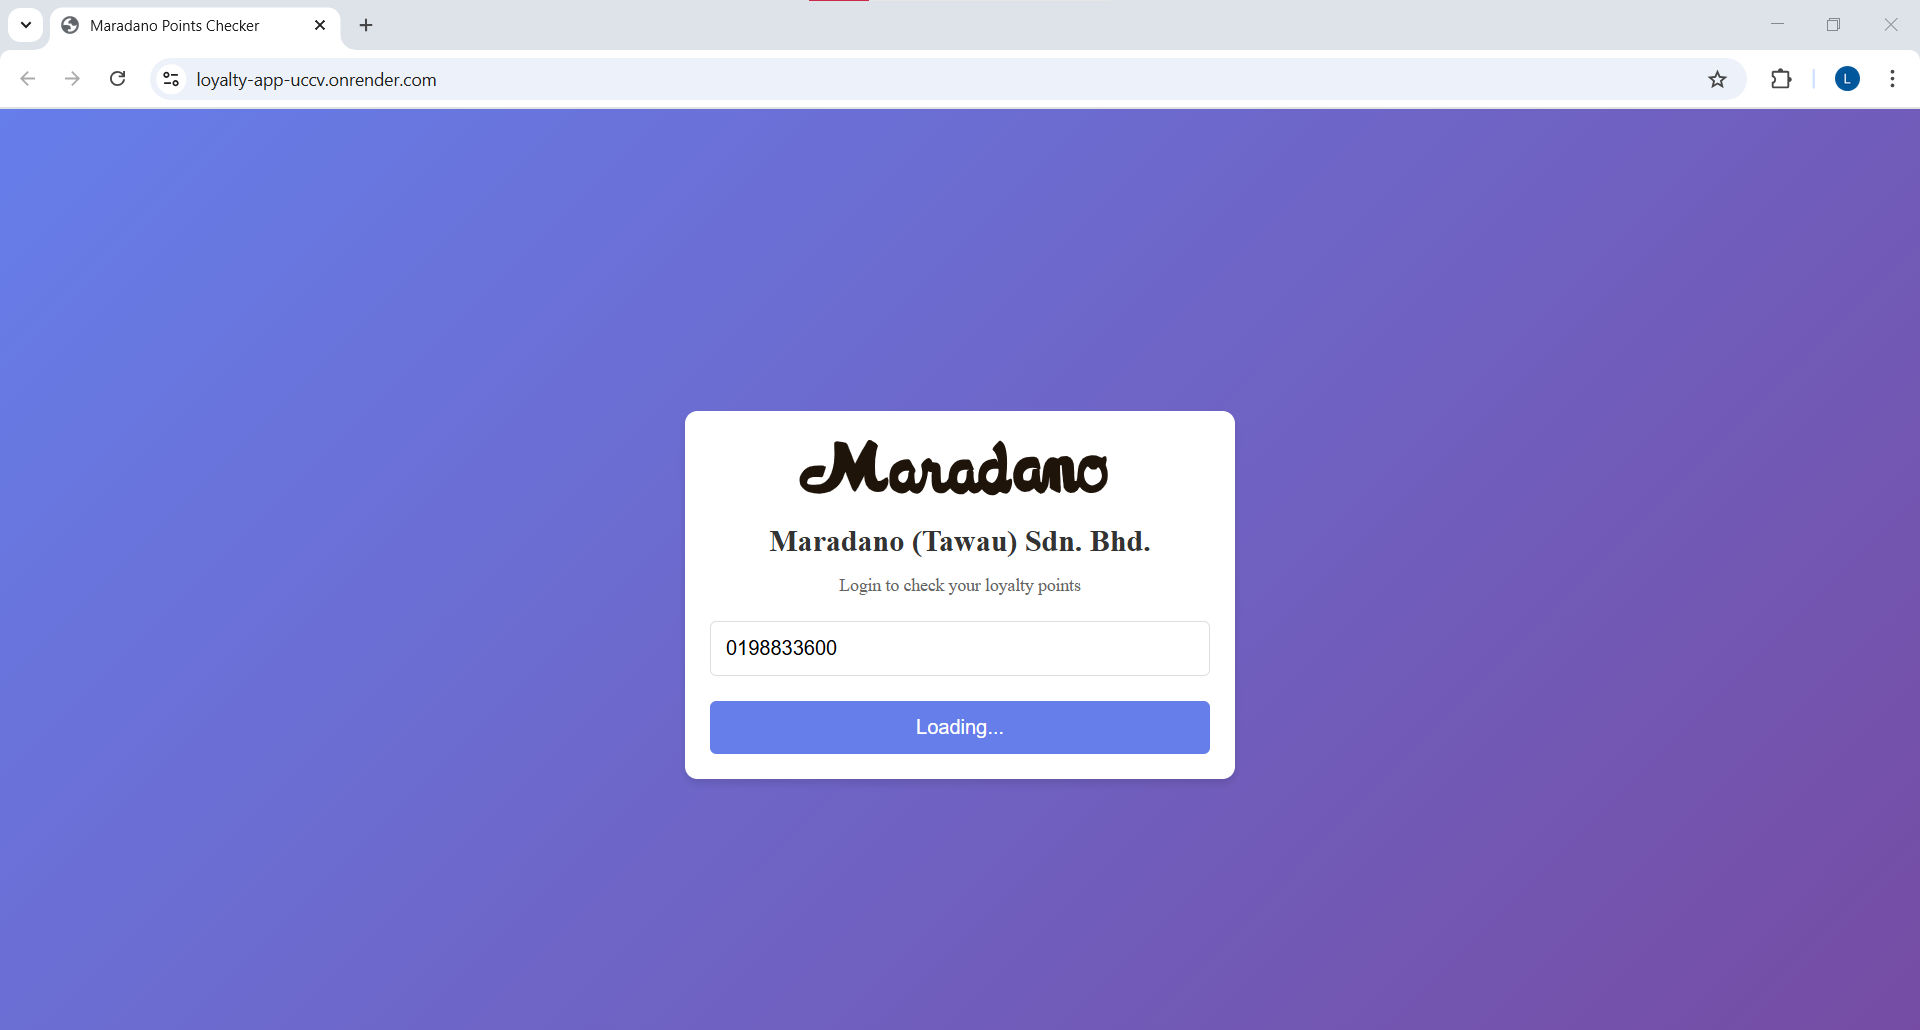 Maradano Points Checker
loyalty-app-uccv.onrender.com
L
Maradano
Maradano (Tawau) Sdn. Bhd.
Login to check your loyalty points
0198833600
Loading...